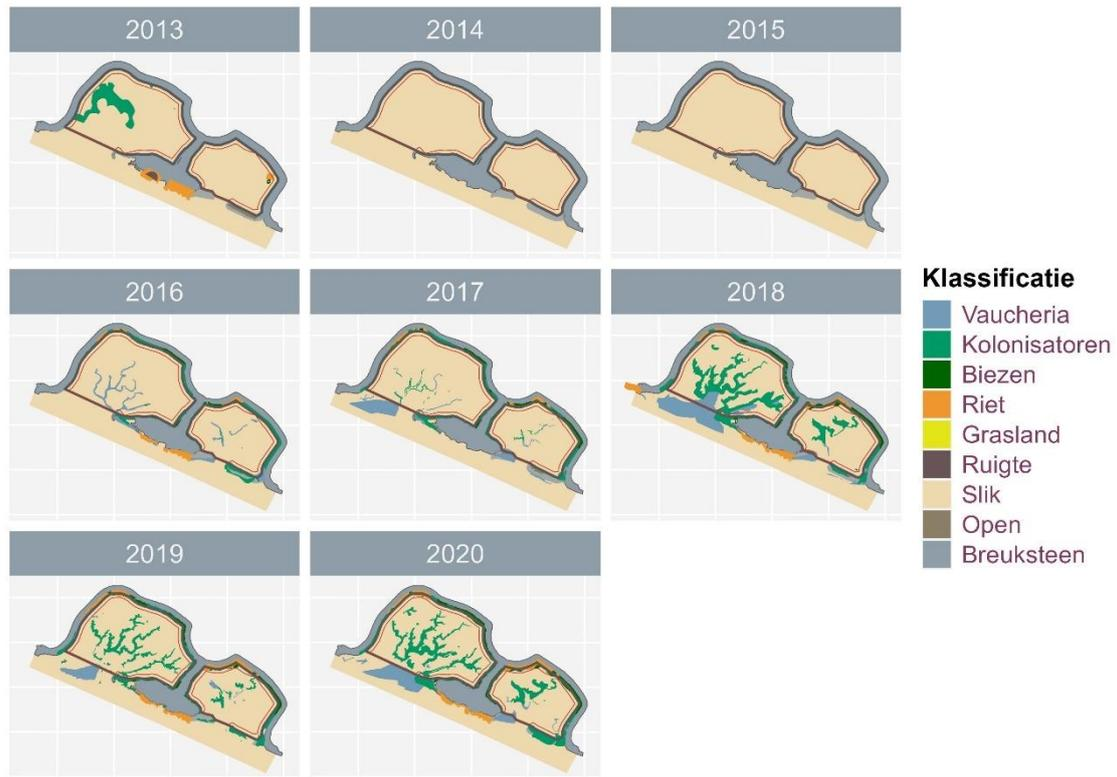 2013
2014
2015
2016
2017
2018
2019
2020
Klassificatie
Vaucheria
Kolonisatoren
Biezen
Riet
Grasland
Ruigte
Slik
Open
Breuksteen